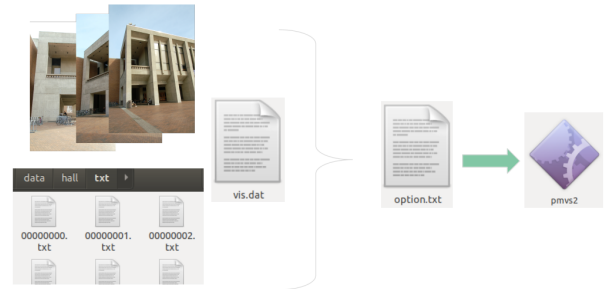 data hall txt
00000000. 00000001. 00000002.
txt txt txt
vis.dat
option.txt
pmvs2